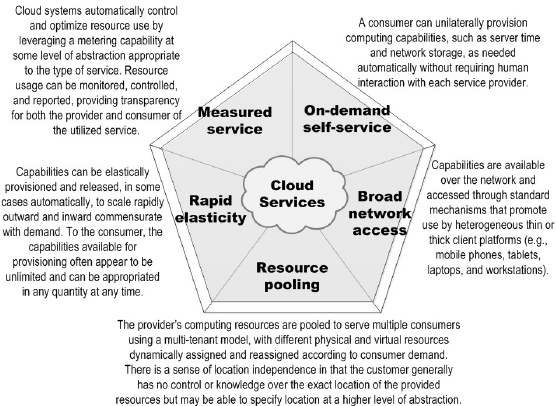 Cloud systems automatically control
and optimize resource use by
leveraging a metering capability at
some level of abstraction appropriate
to the type of service. Resource
usage can be monitored, controlled,
and reported, providing transparency
for both the provider and consumer of
the utilized service.
A consumer can unilaterally provision
computing capabilities, such as server
time and network storage, as needed
automatically without requiring human
interaction with each service provider.
Measured
service
On-demand
self-service
Capabilities can be elastically
provisioned and released, in some
cases automatically, to scale rapidly
outward and inward commensurate
with demand. To the consumer, the
capabilities available for
provisioning often appear to be
unlimited and can be appropriated
in any quantity at any time.
Rapid
elasticity
Cloud
Services
Broad
network
access
Capabilities are available
over the network and
accessed through standard
mechanisms that promote
use by heterogeneous thin or
thick client platforms (e.g.,
mobile phones, tablets,
laptops, and workstations).
Resource
pooling
The provider's computing resources are pooled to serve multiple consumers
using a multi-tenant model, with different physical and virtual resources
dynamically assigned and reassigned according to consumer demand.
There is a sense of location independence in that the customer generally
has no control or knowledge over the exact location of the provided
resources but may be able to specify location at a higher level of abstraction.